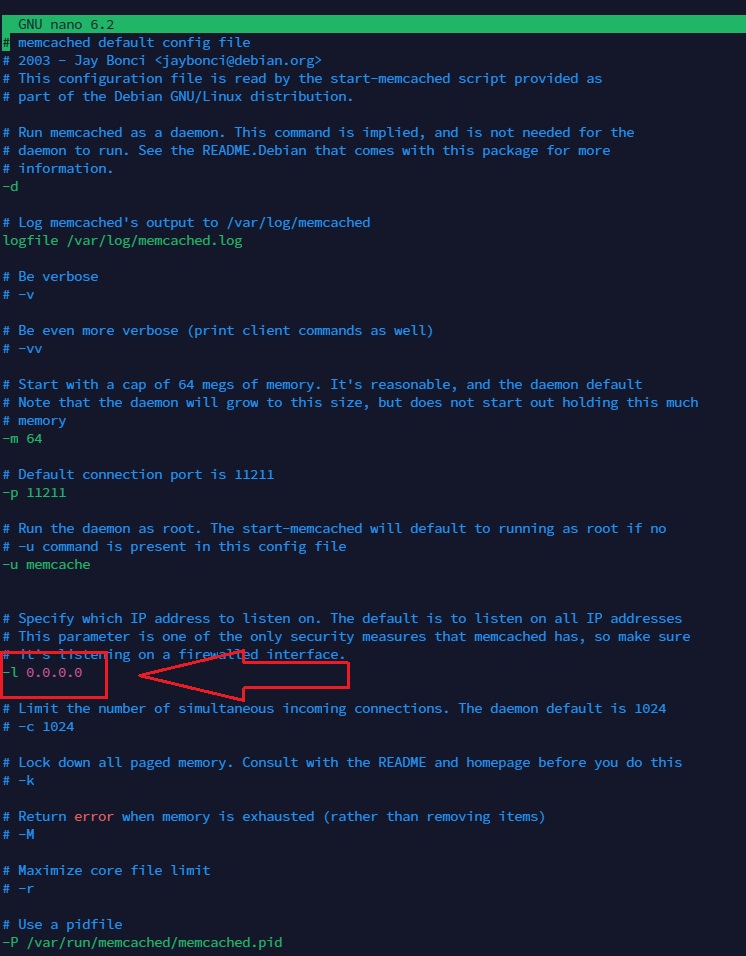 GNU nano 6.2
# memcached default config file
# 2003 - Jay Bonci <jaybonci@debian.org>
# This configuration file is read by the start-memcached script provided as
# part of the Debian GNU/Linux distribution.
# Run memcached as a daemon. This command is implied, and is not needed for the
# daemon to run. See the README.Debian that comes with this package for more
# information.
-d
# Log memcached's output to /var/log/memcached
logfile /var/log/memcached.log
# Be verbose
# -v
# Be even more verbose (print client commands as well)
# -vv
# Start with a cap of 64 megs of memory. It's reasonable, and the daemon default
# Note that the daemon will grow to this size, but does not start out holding this much
# memory
-m 64
# Default connection port is 11211
-p 11211
# Run the daemon as root. The start-memcached will default to running as root if no
# -u command is present in this config file
-u memcache
# Specify which IP address to listen on. The default is to listen on all IP addresses
# This parameter is one of the only security measures that memcached has, so make sure
# it's listening on a firewalled interface.
-l 0.0.0.0
# Limit the number of simultaneous incoming connections. The daemon default is 1024
# -c 1024
# Lock down all paged memory. Consult with the README and homepage before you do this
# -k
# Return error when memory is exhausted (rather than removing items)
# -M
# Maximize core file limit
# -r
# Use a pidfile
-P /var/run/memcached/memcached.pid